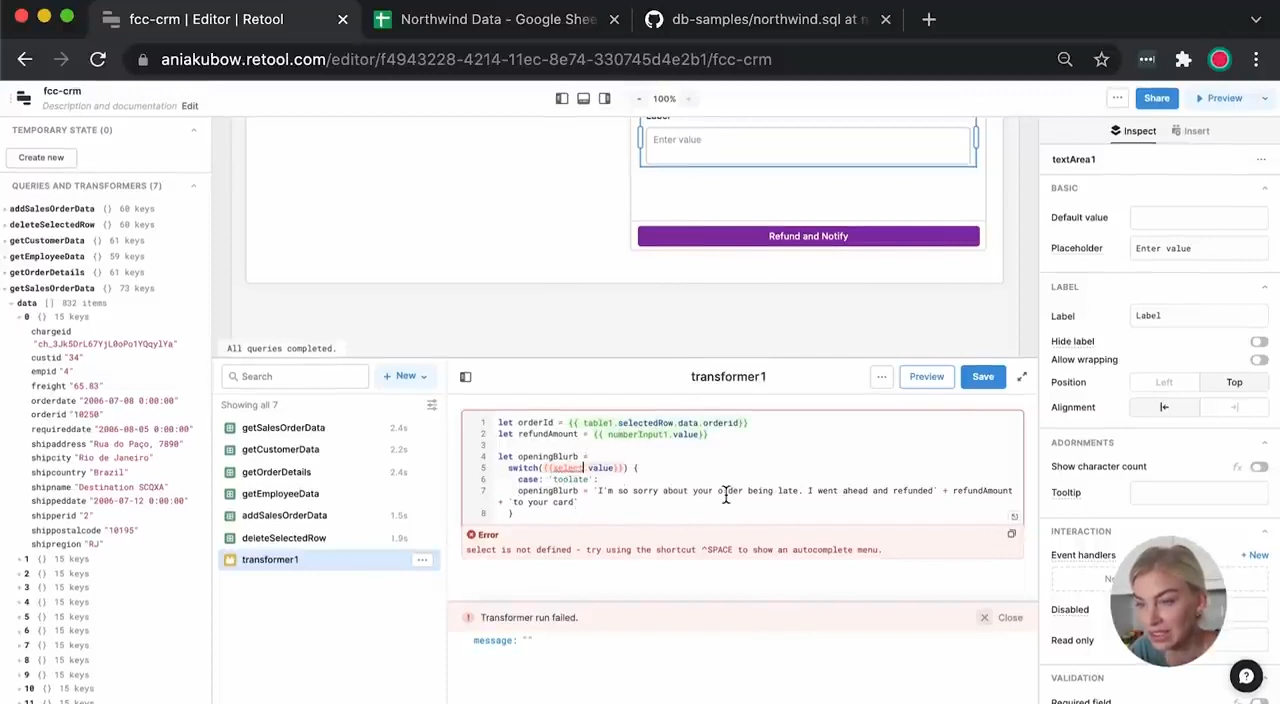 fcc-crm | Editor | Retool
Northwind Data - Google Shee
db-samples/northwind.sql at n
aniakubow.retool.com/editor/f4943228-4214-11ec-8e74-330745d4e2b1/fcc-crm
fcc-crm
Description and documentation Edit
- 100% +
Share
Preview
TEMPORARY STATE (0)
Create new
QUERIES AND TRANSFORMERS (7)
addSalesOrderData {} 60 keys
deleteSelectedRow {} 60 keys
getCustomerData {} 61 keys
getEmployeeData {} 59 keys
getOrderDetails {} 61 keys
getSalesOrderData {} 73 keys
data [] 832 items
0 {} 15 keys
chargeid
"ch_3Jk5DrL67YjL0oPo1YQqylYa"
custid "34"
empid "4"
freight "65.83"
orderdate "2006-07-08 0:00:00"
orderid "10250"
requireddate "2006-08-05 0:00:00"
shipaddress "Rua do Paço, 7890"
shipcity "Rio de Janeiro"
shipcountry "Brazil"
shipname "Destination SCQXA"
shippeddate "2006-07-12 0:00:00"
shipperid "2"
shippostalcode "10195"
shipregion "RJ"
1 {} 15 keys
2 {} 15 keys
3 {} 15 keys
4 {} 15 keys
5 {} 15 keys
6 {} 15 keys
7 {} 15 keys
8 {} 15 keys
9 {} 15 keys
10 {} 15 keys
11 {} 15 keys
Label
Enter value
Refund and Notify
All queries completed.
Search
+ New
Showing all 7
getSalesOrderData 2.4s
getCustomerData 2.2s
getOrderDetails 2.4s
getEmployeeData
addSalesOrderData 1.5s
deleteSelectedRow 1.9s
transformer1
transformer1
Preview
Save
1 let orderId = {{ table1.selectedRow.data.orderid}}
2 let refundAmount = {{ numberInput1.value}}
3
4 let openingBlurb =
5 switch({{select.value}}) {
6 case: 'toolate':
7 openingBlurb = `I'm so sorry about your order being late. I went ahead and refunded` + refundAmount
+ `to your card`
8 }
Error
select is not defined - try using the shortcut ^SPACE to show an autocomplete menu.
Transformer run failed.
Close
message: ""
Inspect
Insert
textArea1
BASIC
Default value
Placeholder Enter value
LABEL
Label Label
Hide label
Allow wrapping
Position Left Top
Alignment
ADORNMENTS
Show character count fx
Tooltip
INTERACTION
Event handlers + New
Disabled
Read only
VALIDATION
Required field